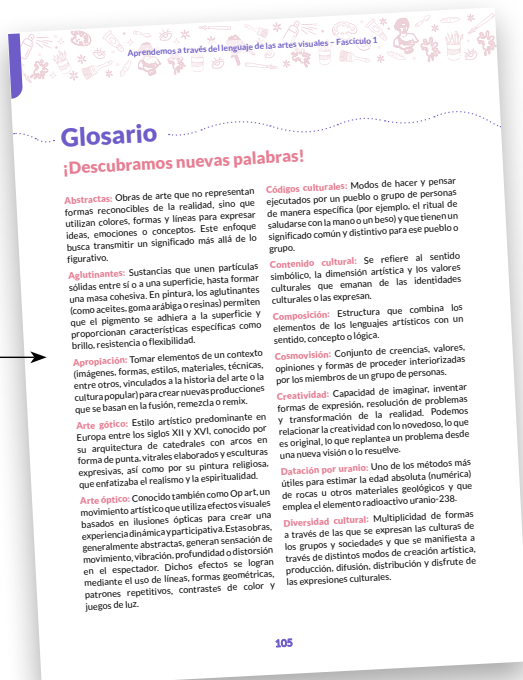 Aprendemos a través del lenguaje de las artes visuales – Fascículo 1
Glosario
¡Descubramos nuevas palabras!
Abstractas: Obras de arte que no representan
formas reconocibles de la realidad, sino que
utilizan colores, formas y líneas para expresar
ideas, emociones o conceptos. Este enfoque
busca transmitir un significado más allá de lo
figurativo.
Aglutinantes: Sustancias que unen partículas
sólidas entre sí o a una superficie, hasta formar
una masa cohesiva. En pintura, los aglutinantes
(como aceites, goma arábiga o resinas) permiten
que el pigmento se adhiera a la superficie y
proporcionan características específicas como
brillo, resistencia o flexibilidad.
Apropiación: Tomar elementos de un contexto
(imágenes, formas, estilos, materiales, técnicas,
entre otros, vinculados a la historia del arte o la
cultura popular) para crear nuevas producciones
que se basan en la fusión, remezcla o remix.
Arte gótico: Estilo artístico predominante en
Europa entre los siglos XII y XVI, conocido por
su arquitectura de catedrales con arcos en
forma de punta, vitrales elaborados y esculturas
expresivas, así como por su pintura religiosa,
que enfatizaba el realismo y la espiritualidad.
Arte óptico: Conocido también como Op art, un
movimiento artístico que utiliza efectos visuales
basados en ilusiones ópticas para crear una
experiencia dinámica y participativa. Estas obras,
generalmente abstractas, generan sensación de
movimiento, vibración, profundidad o distorsión
en el espectador. Dichos efectos se logran
mediante el uso de líneas, formas geométricas,
patrones repetitivos, contrastes de color y
juegos de luz.
Códigos culturales: Modos de hacer y pensar
ejecutados por un pueblo o grupo de personas
de manera específica (por ejemplo, el ritual de
saludarse con la mano o un beso) y que tienen un
significado común y distintivo para ese pueblo o
grupo.
Contenido cultural: Se refiere al sentido
simbólico, la dimensión artística y los valores
culturales que emanan de las identidades
culturales o las expresan.
Composición: Estructura que combina los
elementos de los lenguajes artísticos con un
sentido, concepto o lógica.
Cosmovisión: Conjunto de creencias, valores,
opiniones y formas de proceder interiorizadas
por los miembros de un grupo de personas.
Creatividad: Capacidad de imaginar, inventar
formas de expresión, resolución de problemas
y transformación de la realidad. Podemos
relacionar la creatividad con lo novedoso, lo que
es original, lo que replantea un problema desde
una nueva visión o lo resuelve.
Datación por uranio: Uno de los métodos más
útiles para estimar la edad absoluta (numérica)
de rocas u otros materiales geológicos y que
emplea el elemento radioactivo uranio-238.
Diversidad cultural: Multiplicidad de formas
a través de las que se expresan las culturas de
los grupos y sociedades y que se manifiesta a
través de distintos modos de creación artística,
producción, difusión, distribución y disfrute de
las expresiones culturales.
105